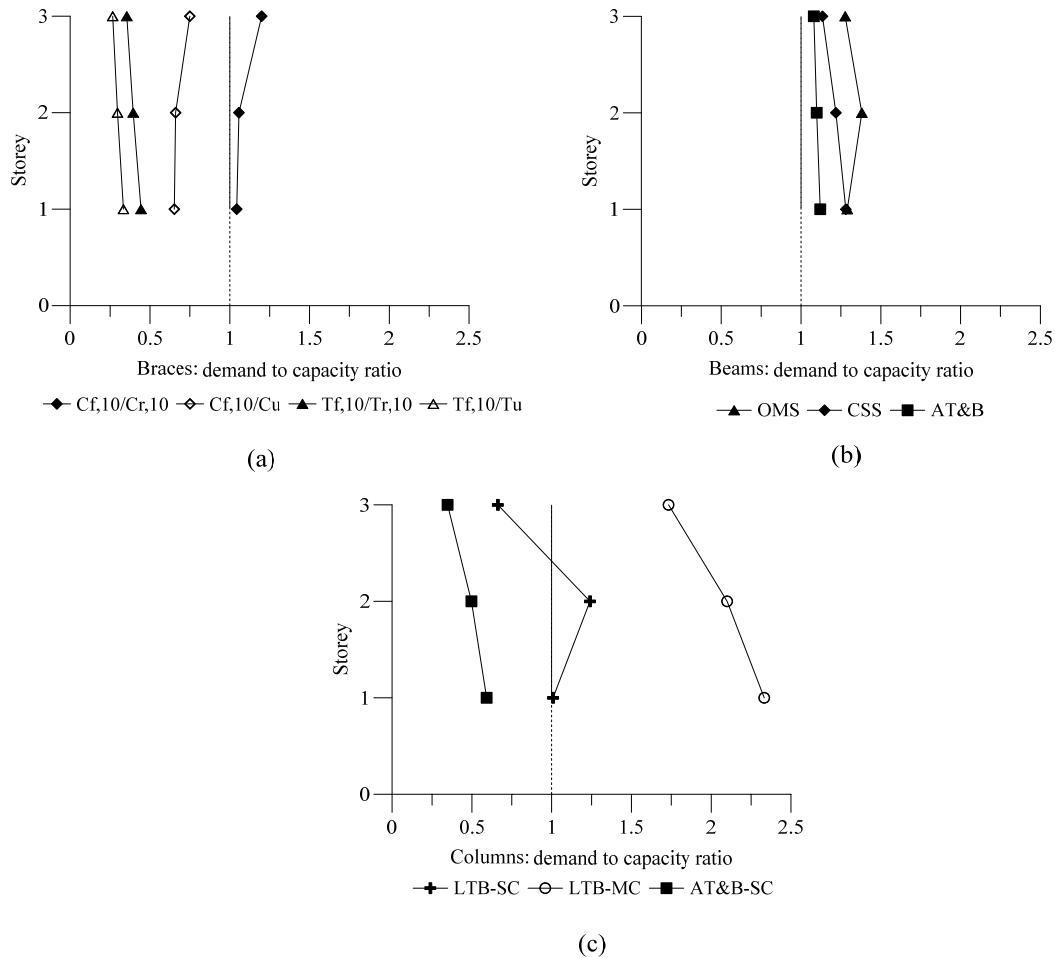 3
2
1
0
Storey
0 0.5 1 1.5 2 2.5
Braces: demand to capacity ratio
Cf,10/Cr,10 Cf,10/Cu Tf,10/Tr,10 Tf,10/Tu
(a)
3
2
1
0
Storey
0 0.5 1 1.5 2 2.5
Beams: demand to capacity ratio
OMS CSS AT&B
(b)
3
2
1
0
Storey
0 0.5 1 1.5 2 2.5
Columns: demand to capacity ratio
LTB-SC LTB-MC AT&B-SC
(c)